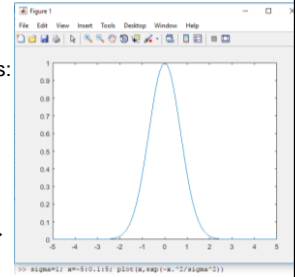 Figure 1
File Edit View Insert Tools Desktop Window Help
s:
1
0.9
0.8
0.7
0.6
0.5
0.4
0.3
0.2
0.1
0
-5 -4 -3 -2 -1 0 1 2 3 4 5
>> sigma=1; x=-5:0.1:5; plot(x,exp(-x.^2/sigma^2))